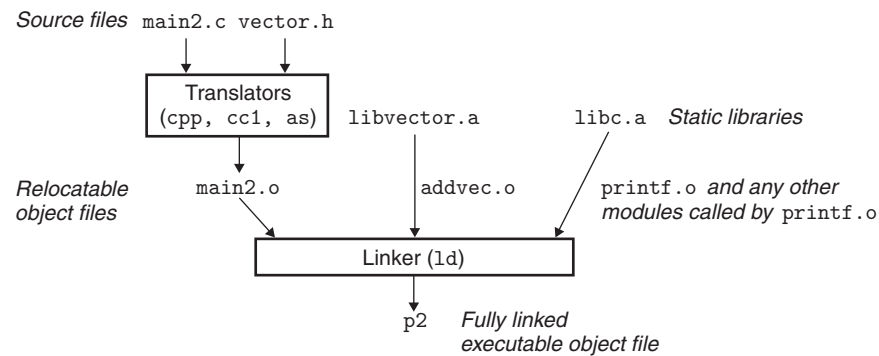 Source files main2.c vector.h
Translators
(cpp, cc1, as)
libvector.a
libc.a Static libraries
Relocatable
object files
main2.o
addvec.o
printf.o and any other
modules called by printf.o
Linker (ld)
p2
Fully linked
executable object file